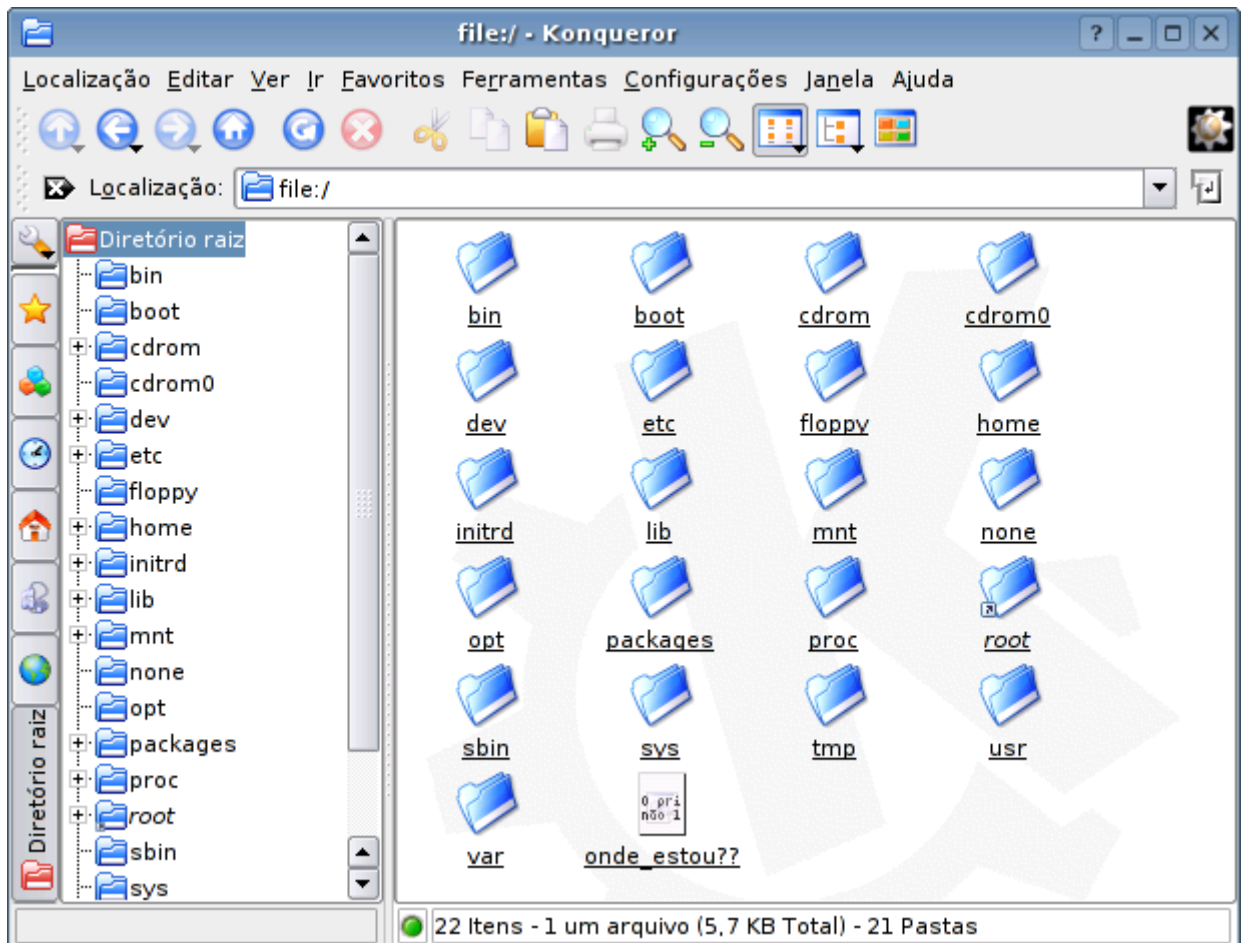 file:/ - Konqueror
Localização Editar Ver Ir Favoritos Ferramentas Configurações Janela Ajuda
Localização: file:/
Diretório raiz
bin
boot
cdrom
cdrom0
dev
etc
floppy
home
initrd
lib
mnt
none
opt
packages
proc
root
sbin
sys
Diretório raiz
bin boot cdrom cdrom0
dev etc floppy home
initrd lib mnt none
opt packages proc root
sbin sys tmp usr
O pri
não l
var onde_estou??
22 Itens - 1 um arquivo (5,7 KB Total) - 21 Pastas